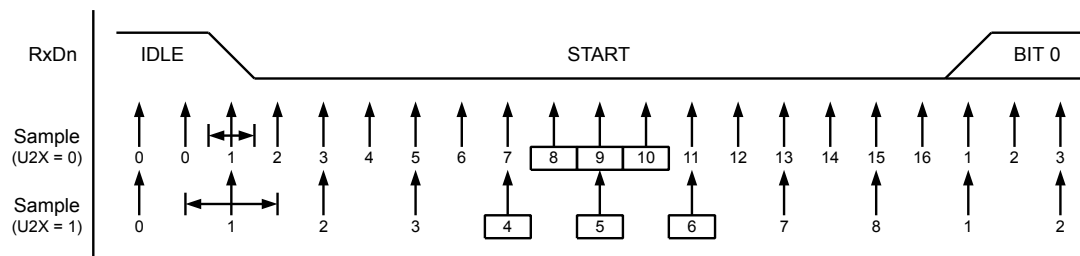 RxDn IDLE START BIT 0
Sample
(U2X = 0)
0 0 1 2 3 4 5 6 7 8 9 10 11 12 13 14 15 16 1 2 3
Sample
(U2X = 1)
0 1 2 3 4 5 6 7 8 1 2